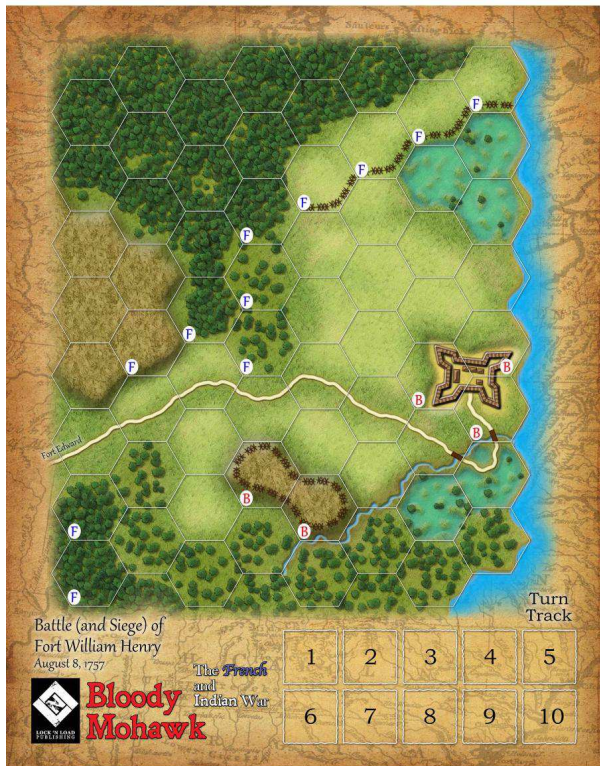 F
F
F
F
F
F
F
F
F
B
B
Fort Edward
B
B
B
F
F
Battle (and Siege) of
Fort William Henry
August 8, 1757
The French
and
Indian War
LOCK 'N LOAD
PUBLISHING
Bloody
Mohawk
Turn
Track
1 2 3 4 5
6 7 8 9 10